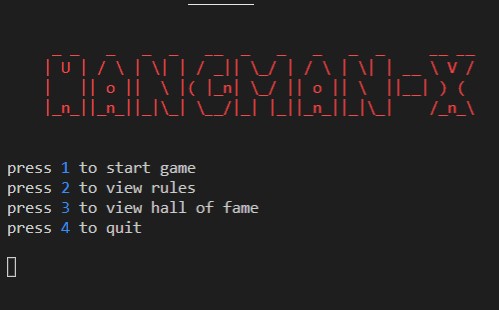 HANGMAN-X
press 1 to start game
press 2 to view rules
press 3 to view hall of fame
press 4 to quit